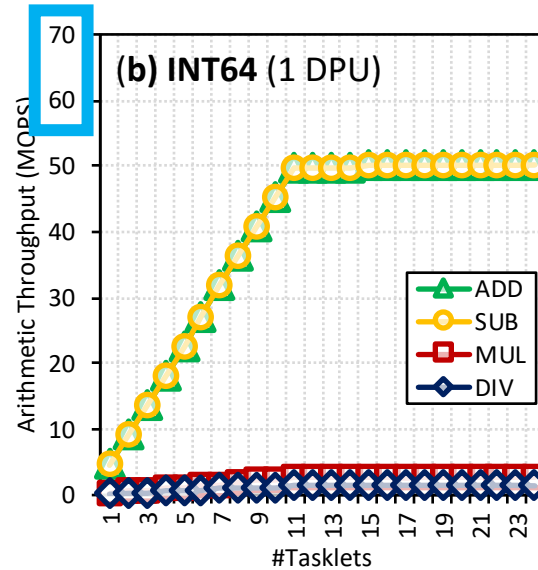 70
(b) INT64 (1 DPU)
60
50
40
30
20
10
0
Arithmetic Throughput (MOPS)
ADD
SUB
MUL
DIV
1 3 5 7 9 11 13 15 17 19 21 23
#Tasklets